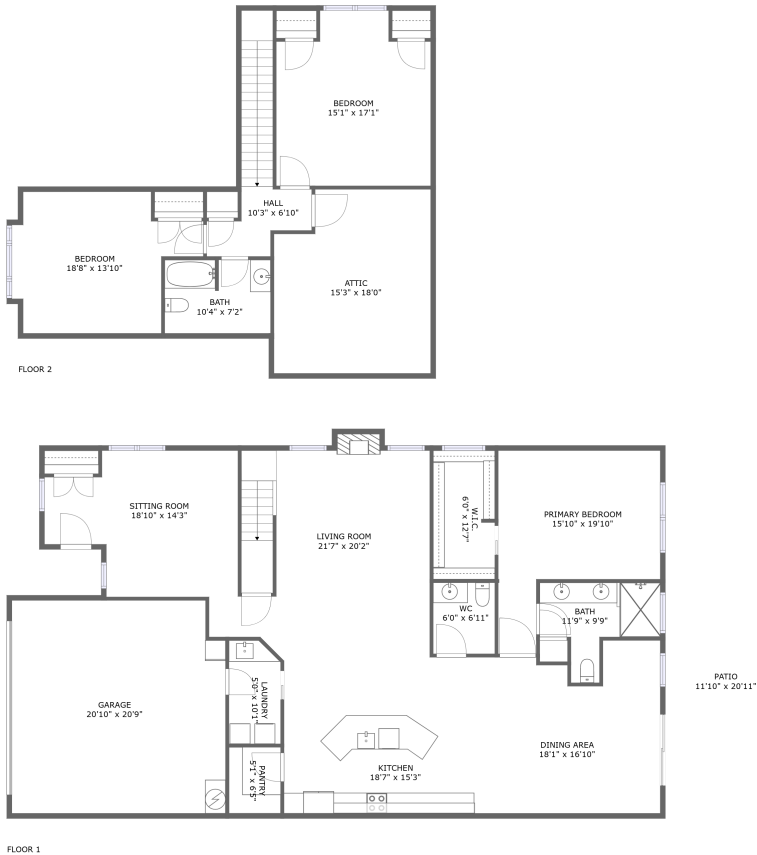 BEDROOM
15'1" x 17'1"
HALL
10'3" x 6'10"
BEDROOM
18'8" x 13'10"
ATTIC
15'3" x 18'0"
BATH
10'4" x 7'2"
FLOOR 2
SITTING ROOM
18'10" x 14'3"
LIVING ROOM
21'7" x 20'2"
W.I.C.
6'0" x 12'7"
PRIMARY BEDROOM
15'10" x 19'10"
WC
6'0" x 6'11"
BATH
11'9" x 9'9"
PATIO
11'10" x 20'11"
GARAGE
20'10" x 20'9"
LAUNDRY
5'0" x 10'1"
DINING AREA
18'1" x 16'10"
KITCHEN
18'7" x 15'3"
PANTRY
5'1" x 6'5"
FLOOR 1